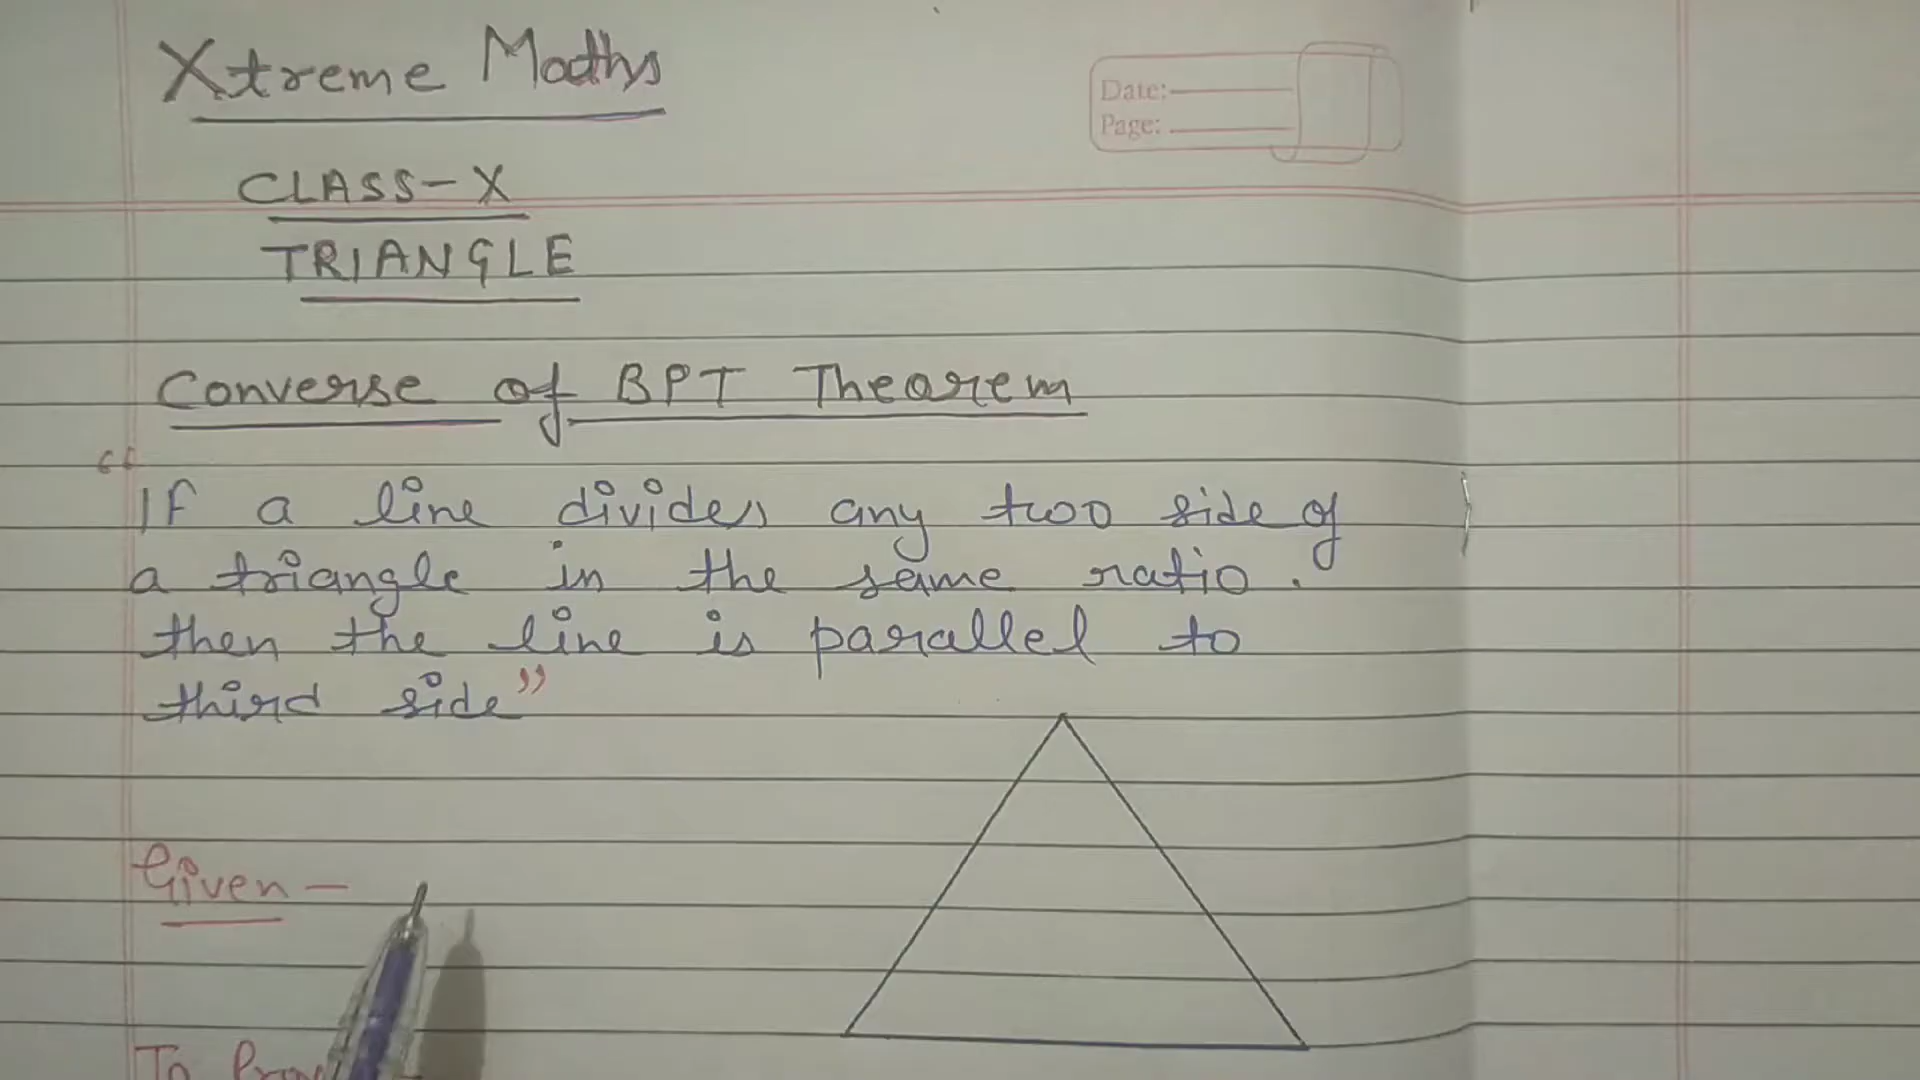 Xtreme Maths
Date:
Page:
CLASS-X
TRIANGLE
Converse of BPT Theorem
"If a line divides any two side of
a triangle in the same ratio.
then the line is parallel to
third side"
Given -
To